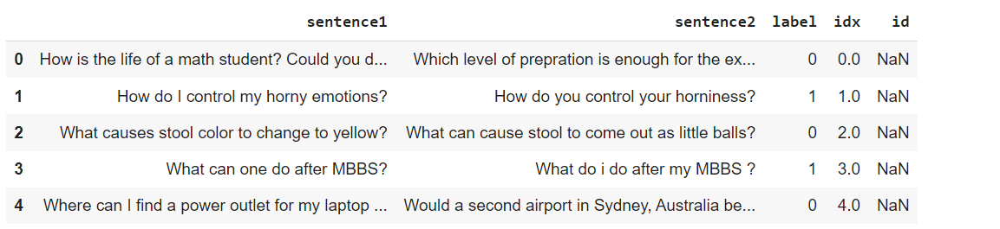 sentence1 sentence2 label idx id
0 How is the life of a math student? Could you d... Which level of prepration is enough for the ex... 0 0.0 NaN
1 How do I control my horny emotions? How do you control your horniness? 1 1.0 NaN
2 What causes stool color to change to yellow? What can cause stool to come out as little balls? 0 2.0 NaN
3 What can one do after MBBS? What do i do after my MBBS ? 1 3.0 NaN
4 Where can I find a power outlet for my laptop ... Would a second airport in Sydney, Australia be... 0 4.0 NaN